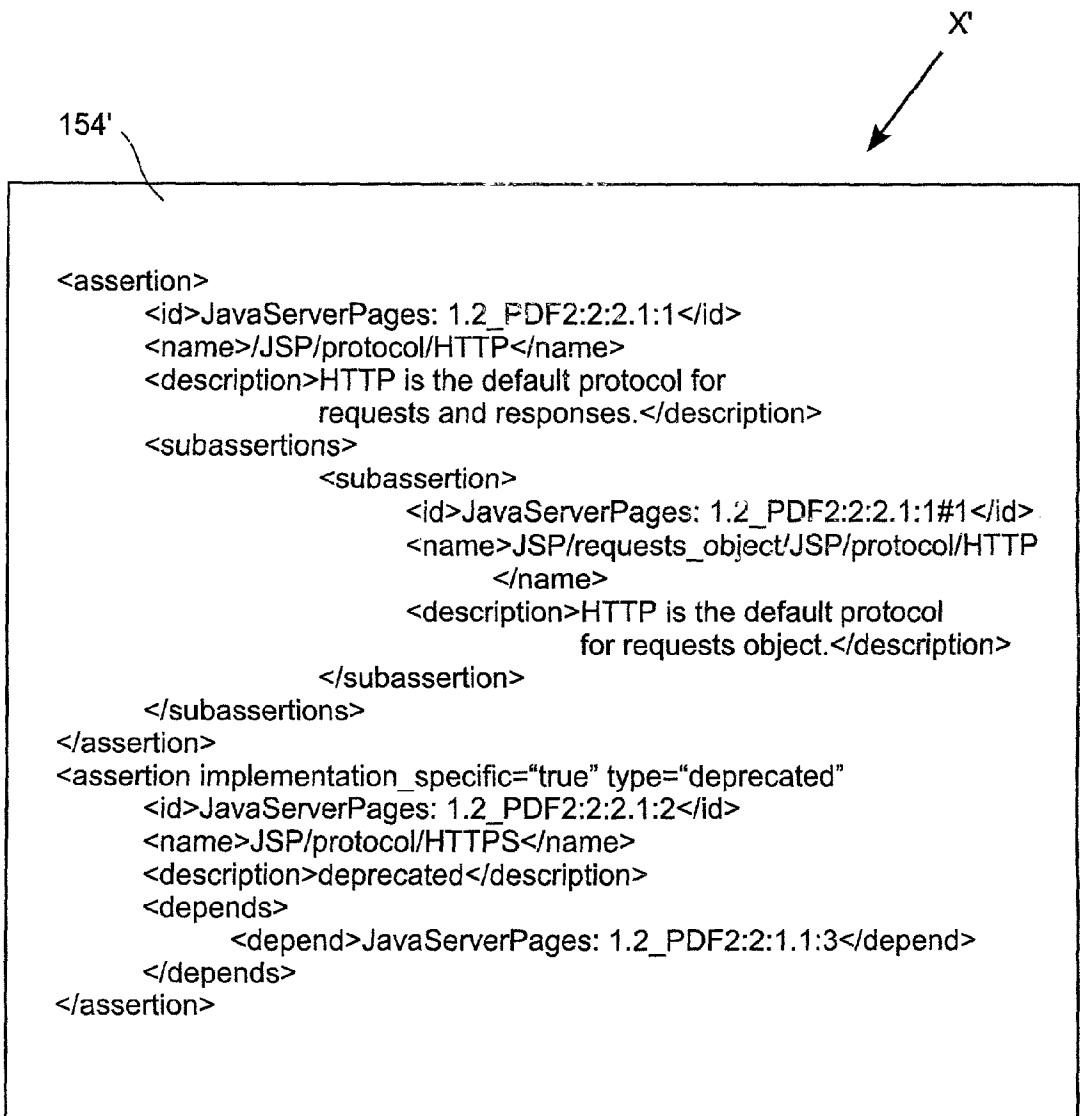 X'
154'
<assertion>
<id>JavaServerPages: 1.2_PDF2:2:2.1:1</id>
<name>/JSP/protocol/HTTP</name>
<description>HTTP is the default protocol for
requests and responses.</description>
<subassertions>
<subassertion>
<id>JavaServerPages: 1.2_PDF2:2:2.1:1#1</id>
<name>JSP/requests_object/JSP/protocol/HTTP
</name>
<description>HTTP is the default protocol
for requests object.</description>
</subassertion>
</subassertions>
</assertion>
<assertion implementation_specific=“true” type=“deprecated”
<id>JavaServerPages: 1.2_PDF2:2:2.1:2</id>
<name>JSP/protocol/HTTPS</name>
<description>deprecated</description>
<depends>
<depend>JavaServerPages: 1.2_PDF2:2:1.1:3</depend>
</depends>
</assertion>